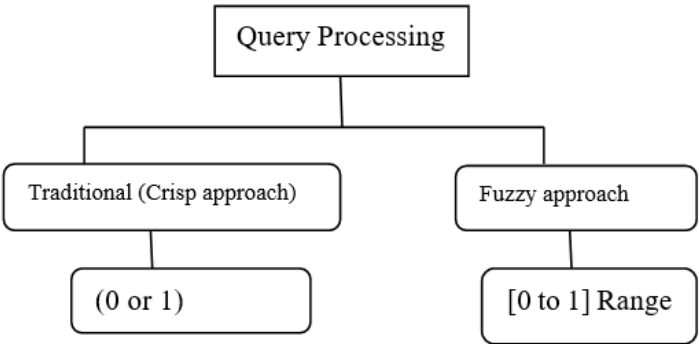 Query Processing
Traditional (Crisp approach)
Fuzzy approach
(0 or 1)
[0 to 1] Range